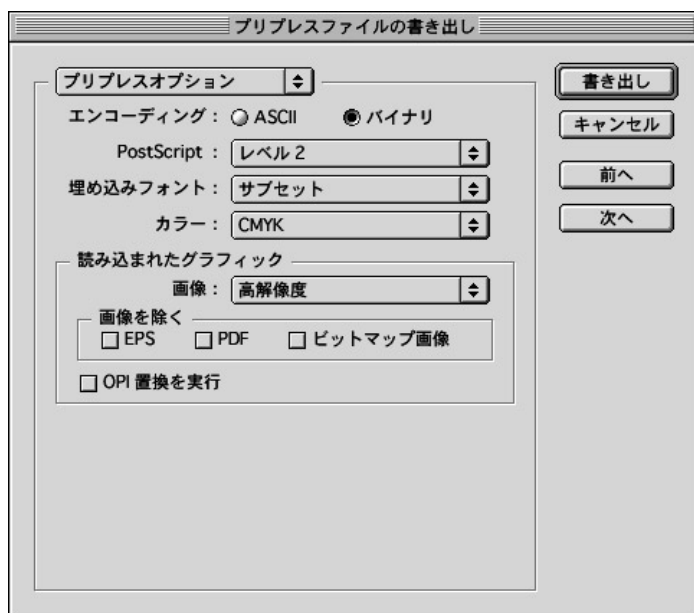 プリプレスファイルの書き出し
プリプレスオプション
エンコーディング： ASCII バイナリ
PostScript ： レベル 2
埋め込みフォント： サブセット
カラー： CMYK
読み込まれたグラフィック
画像： 高解像度
画像を除く
EPS PDF ビットマップ画像
OPI 置換を実行
書き出し
キャンセル
前へ
次へ